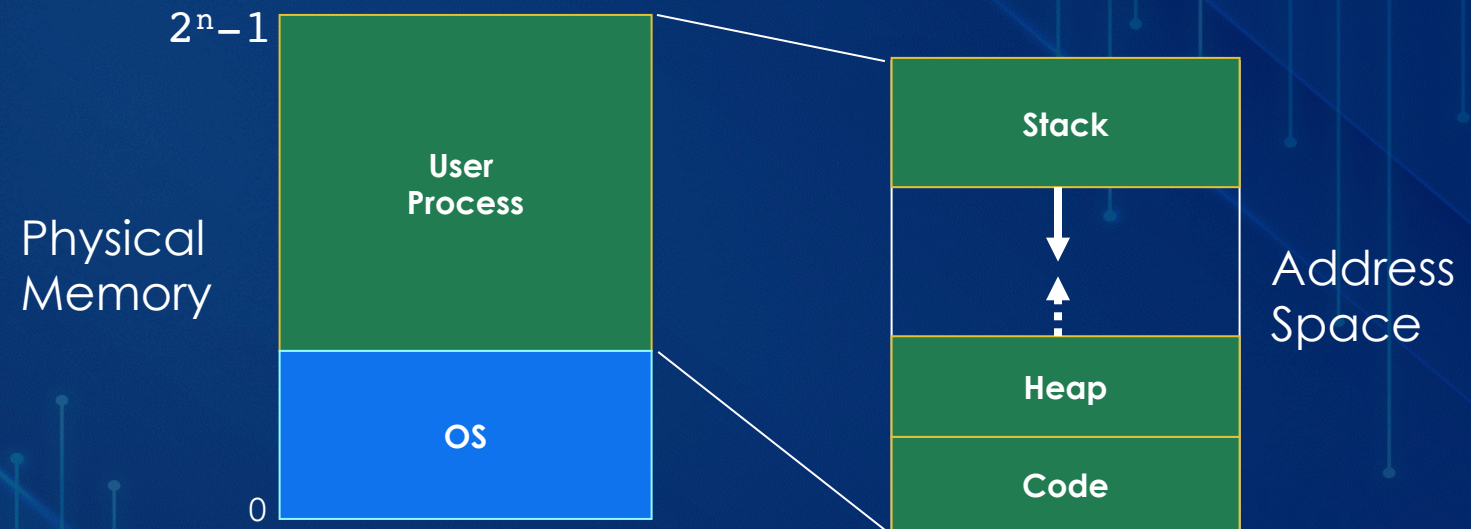 2ⁿ–1
User
Process
Physical
Memory
OS
0
Stack
Heap
Code
Address
Space